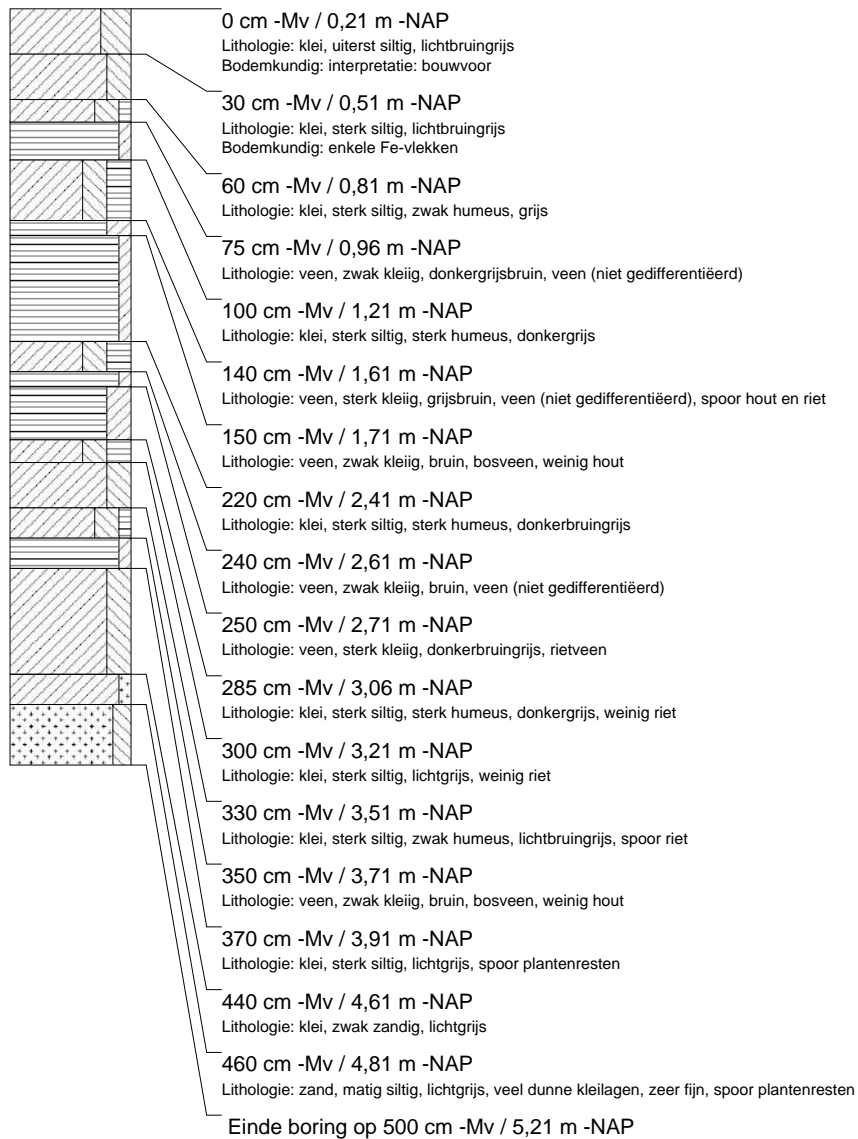 0 cm -Mv / 0,21 m -NAP
Lithologie: klei, uiterst siltig, lichtbruingrijs
Bodemkundig: interpretatie: bouwvoor
30 cm -Mv / 0,51 m -NAP
Lithologie: klei, sterk siltig, lichtbruingrijs
Bodemkundig: enkele Fe-vlekken
60 cm -Mv / 0,81 m -NAP
Lithologie: klei, sterk siltig, zwak humeus, grijs
75 cm -Mv / 0,96 m -NAP
Lithologie: veen, zwak kleiig, donkergrijsbruin, veen (niet gedifferentiëerd)
100 cm -Mv / 1,21 m -NAP
Lithologie: klei, sterk siltig, sterk humeus, donkergrijs
140 cm -Mv / 1,61 m -NAP
Lithologie: veen, sterk kleiig, grijsbruin, veen (niet gedifferentiëerd), spoor hout en riet
150 cm -Mv / 1,71 m -NAP
Lithologie: veen, zwak kleiig, bruin, bosveen, weinig hout
220 cm -Mv / 2,41 m -NAP
Lithologie: klei, sterk siltig, sterk humeus, donkerbruingrijs
240 cm -Mv / 2,61 m -NAP
Lithologie: veen, zwak kleiig, bruin, veen (niet gedifferentiëerd)
250 cm -Mv / 2,71 m -NAP
Lithologie: veen, sterk kleiig, donkerbruingrijs, rietveen
285 cm -Mv / 3,06 m -NAP
Lithologie: klei, sterk siltig, sterk humeus, donkergrijs, weinig riet
300 cm -Mv / 3,21 m -NAP
Lithologie: klei, sterk siltig, lichtgrijs, weinig riet
330 cm -Mv / 3,51 m -NAP
Lithologie: klei, sterk siltig, zwak humeus, lichtbruingrijs, spoor riet
350 cm -Mv / 3,71 m -NAP
Lithologie: veen, zwak kleiig, bruin, bosveen, weinig hout
370 cm -Mv / 3,91 m -NAP
Lithologie: klei, sterk siltig, lichtgrijs, spoor plantenresten
440 cm -Mv / 4,61 m -NAP
Lithologie: klei, zwak zandig, lichtgrijs
460 cm -Mv / 4,81 m -NAP
Lithologie: zand, matig siltig, lichtgrijs, veel dunne kleilagen, zeer fijn, spoor plantenresten
Einde boring op 500 cm -Mv / 5,21 m -NAP